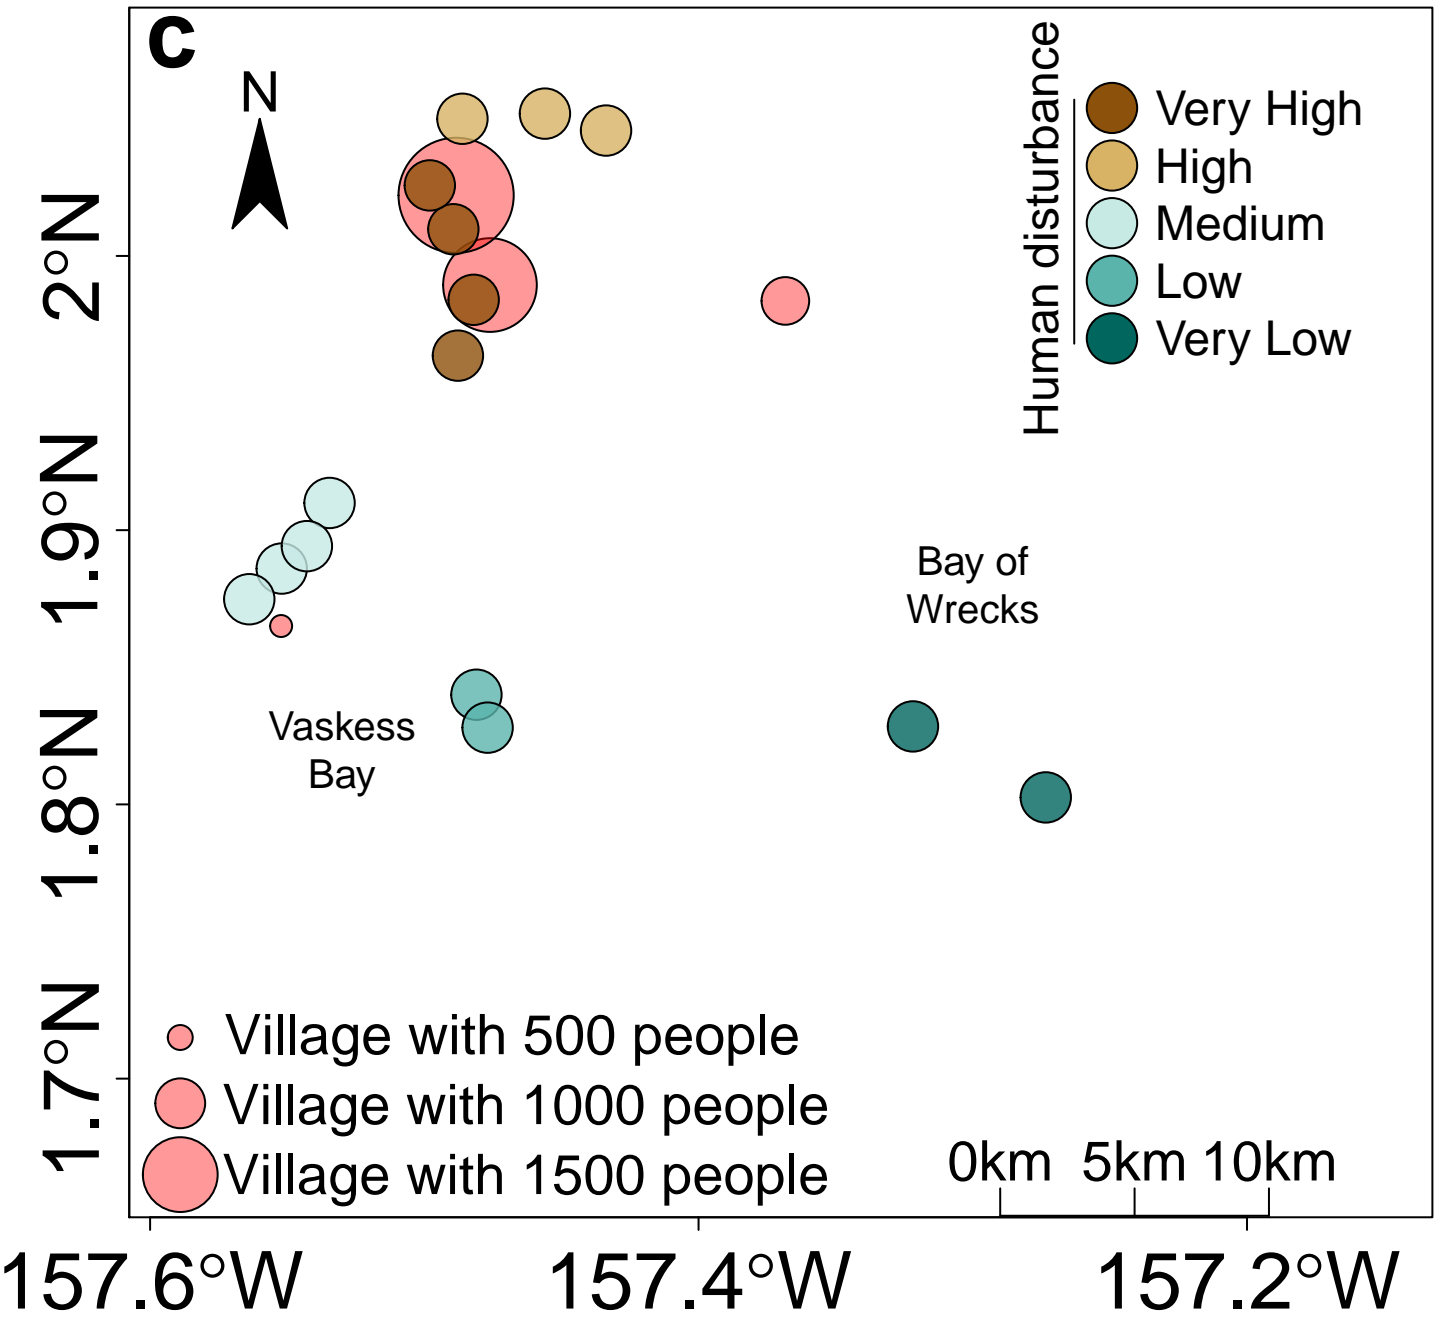 c
N
Human disturbance
Very High
High
Medium
Low
Very Low
2°N
1.9°N
1.8°N
1.7°N
Bay of
Wrecks
Vaskess
Bay
Village with 500 people
Village with 1000 people
Village with 1500 people
0km 5km 10km
157.6°W 157.4°W 157.2°W